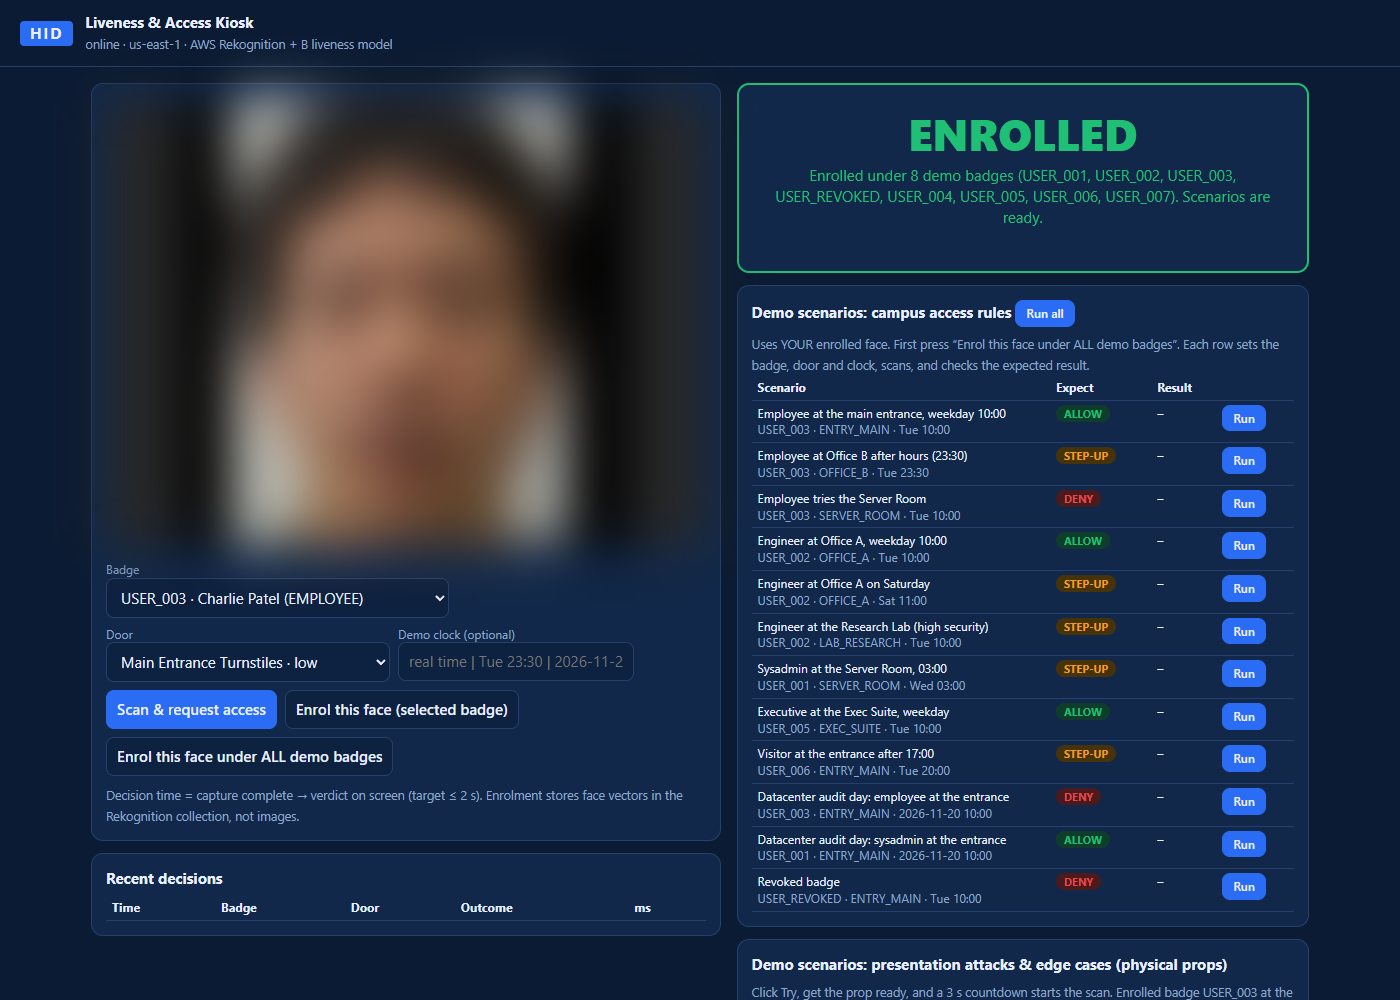 HID
Liveness & Access Kiosk
online · us-east-1 · AWS Rekognition + B liveness model
Badge
USER_003 · Charlie Patel (EMPLOYEE)
Door
Demo clock (optional)
Main Entrance Turnstiles · low
real time | Tue 23:30 | 2026-11-2
Scan & request access
Enrol this face (selected badge)
Enrol this face under ALL demo badges
Decision time = capture complete → verdict on screen (target ≤ 2 s). Enrolment stores face vectors in the
Rekognition collection, not images.
Recent decisions
Time Badge Door Outcome ms
ENROLLED
Enrolled under 8 demo badges (USER_001, USER_002, USER_003,
USER_REVOKED, USER_004, USER_005, USER_006, USER_007). Scenarios are
ready.
Demo scenarios: campus access rules Run all
Uses YOUR enrolled face. First press “Enrol this face under ALL demo badges”. Each row sets the
badge, door and clock, scans, and checks the expected result.
Scenario Expect Result
Employee at the main entrance, weekday 10:00 ALLOW – Run
USER_003 · ENTRY_MAIN · Tue 10:00
Employee at Office B after hours (23:30) STEP-UP – Run
USER_003 · OFFICE_B · Tue 23:30
Employee tries the Server Room DENY – Run
USER_003 · SERVER_ROOM · Tue 10:00
Engineer at Office A, weekday 10:00 ALLOW – Run
USER_002 · OFFICE_A · Tue 10:00
Engineer at Office A on Saturday STEP-UP – Run
USER_002 · OFFICE_A · Sat 11:00
Engineer at the Research Lab (high security) STEP-UP – Run
USER_002 · LAB_RESEARCH · Tue 10:00
Sysadmin at the Server Room, 03:00 STEP-UP – Run
USER_001 · SERVER_ROOM · Wed 03:00
Executive at the Exec Suite, weekday ALLOW – Run
USER_005 · EXEC_SUITE · Tue 10:00
Visitor at the entrance after 17:00 STEP-UP – Run
USER_006 · ENTRY_MAIN · Tue 20:00
Datacenter audit day: employee at the entrance DENY – Run
USER_003 · ENTRY_MAIN · 2026-11-20 10:00
Datacenter audit day: sysadmin at the entrance ALLOW – Run
USER_001 · ENTRY_MAIN · 2026-11-20 10:00
Revoked badge DENY – Run
USER_REVOKED · ENTRY_MAIN · Tue 10:00
Demo scenarios: presentation attacks & edge cases (physical props)
Click Try, get the prop ready, and a 3 s countdown starts the scan. Enrolled badge USER_003 at the